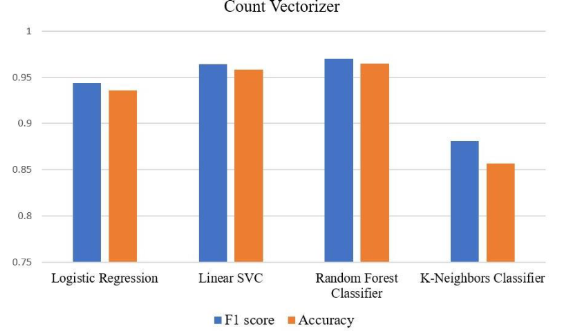 Count Vectorizer
1
0.95
0.9
0.85
0.8
0.75
Logistic Regression
Linear SVC
Random Forest
Classifier
K-Neighbors Classifier
F1 score
Accuracy